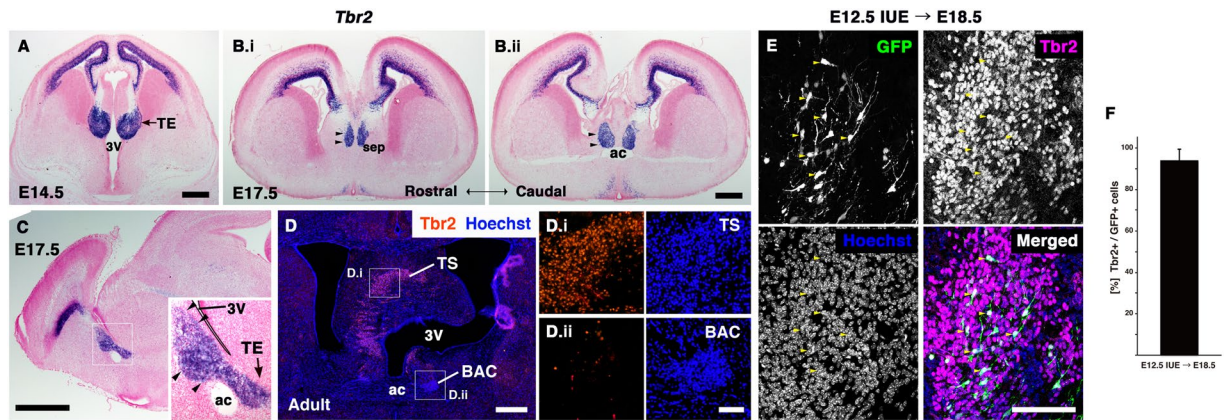 Tbr2
E12.5 IUE → E18.5
A
TE
3V
E14.5
B.i
sep
E17.5
Rostral ↔ Caudal
B.ii
ac
C
E17.5
3V
TE
ac
D
Tbr2 Hoechst
D.i
TS
3V
BAC
ac
D.ii
Adult
D.i
TS
D.ii
BAC
E
GFP
Tbr2
Hoechst
Merged
F
[%] Tbr2+ / GFP+ cells
100
80
60
40
20
E12.5 IUE → E18.5